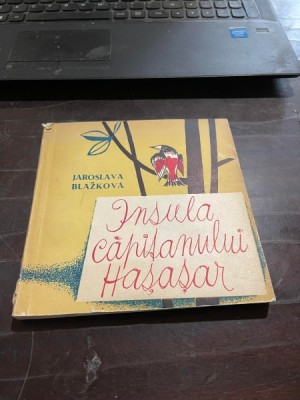 JAROSLAVA
BLAŽKOVÁ
Insula
căpitanului
Hașașar